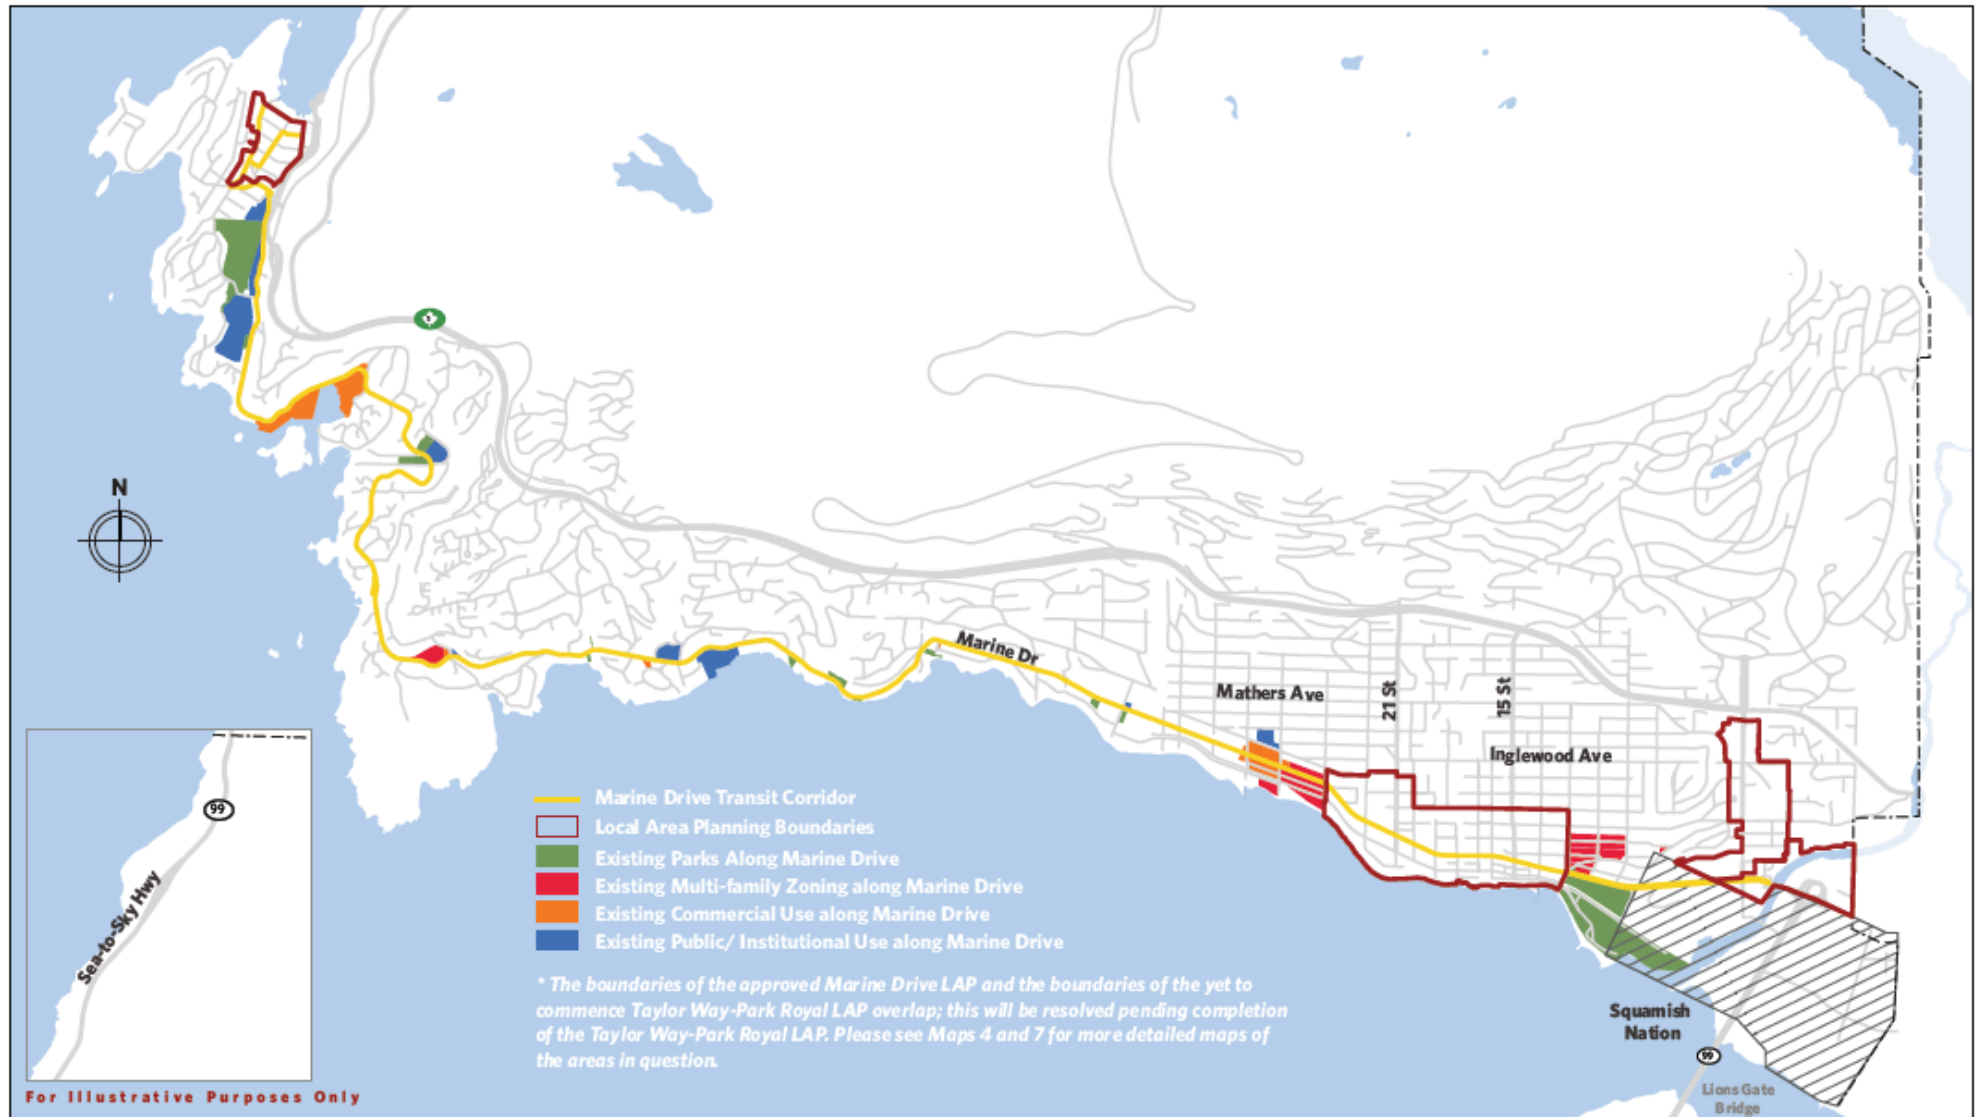 1
N
Marine Dr
Mathers Ave
21 St
15 St
Inglewood Ave
99
Sea-to-Sky Hwy
Marine Drive Transit Corridor
Local Area Planning Boundaries
Existing Parks Along Marine Drive
Existing Multi-family Zoning along Marine Drive
Existing Commercial Use along Marine Drive
Existing Public/ Institutional Use along Marine Drive
* The boundaries of the approved Marine Drive LAP and the boundaries of the yet to
commence Taylor Way-Park Royal LAP overlap; this will be resolved pending completion
of the Taylor Way-Park Royal LAP. Please see Maps 4 and 7 for more detailed maps of
the areas in question.
Squamish
Nation
99
Lions Gate
Bridge
For Illustrative Purposes Only